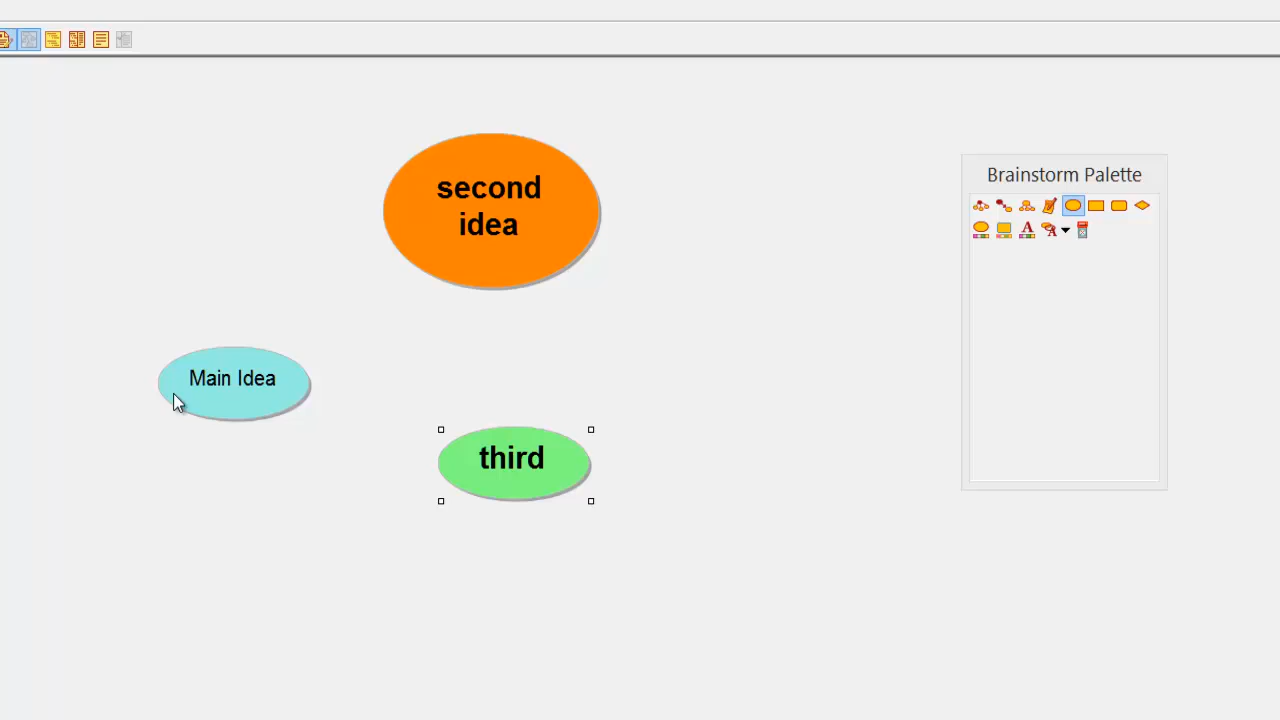 Brainstorm Palette
second
idea
Main Idea
third